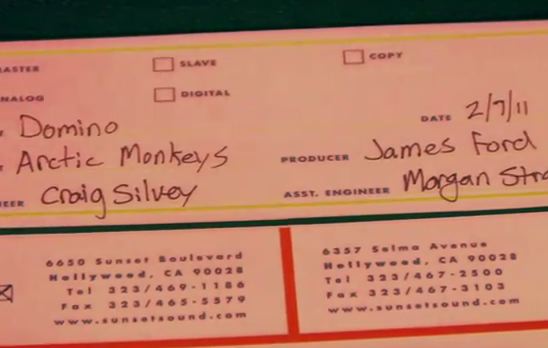 ASTER SLAVE COPY
NALOG DIGITAL
Domino DATE 2/7/11
Arctic Monkeys PRODUCER James Ford
EER Craig Silvey ASST. ENGINEER Morgan Stra
6650 Sunset Boulevard
Hollywood, CA 90028
Tel 323/469-1186
Fax 323/465-5579
www.sunsetsound.com
6357 Selma Avenue
Hollywood, CA 90028
Tel 323/467-2500
Fax 323/467-3103
www.sunsetsound.com